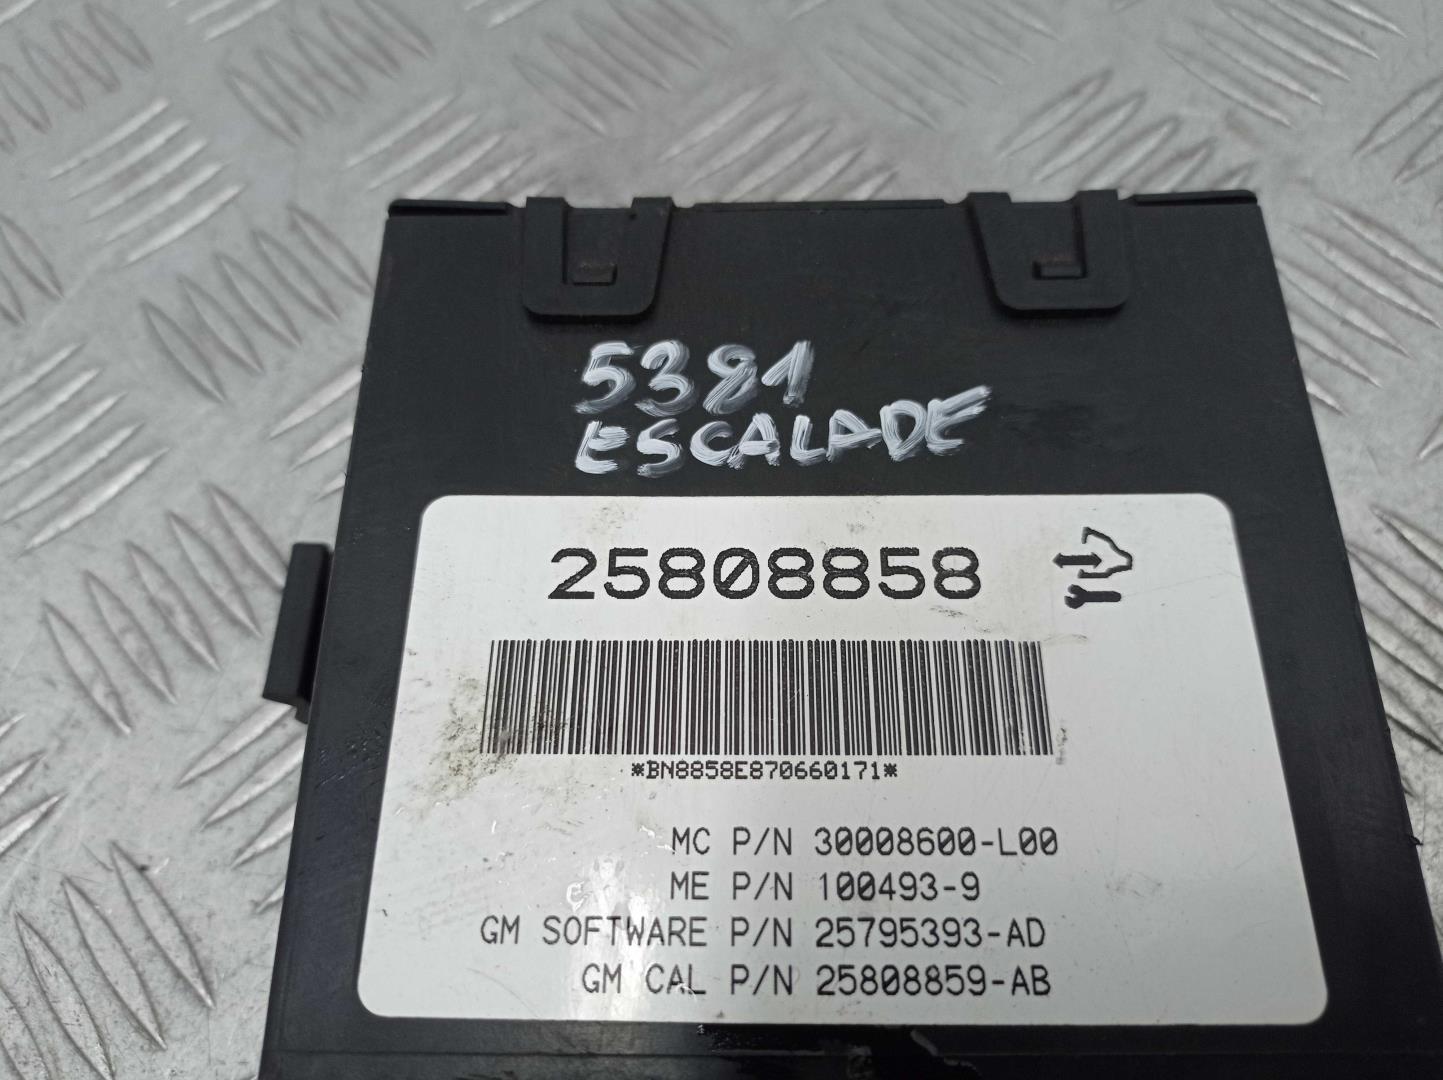 5381
ESCALADE
25808858
*BN8858E870660171*
MC P/N 30008600-L00
ME P/N 100493-9
GM SOFTWARE P/N 25795393-AD
GM CAL P/N 25808859-AB